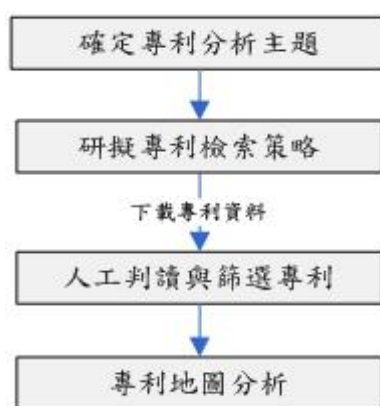 確定專利分析主題
研擬專利檢索策略
下載專利資料
人工判讀與篩選專利
專利地圖分析